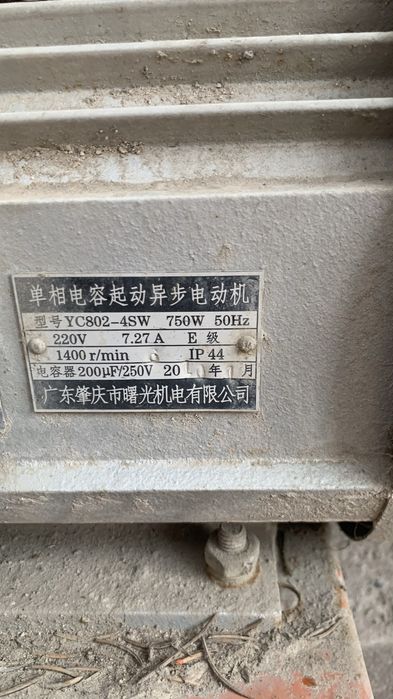 单相电容起动异步电动机
型号 YC802-4SW 750W 50Hz
220V 7.27A E 级
1400 r/min IP 44
电容器 200μF/250V 20 年 月
广东肇庆市曙光机电有限公司